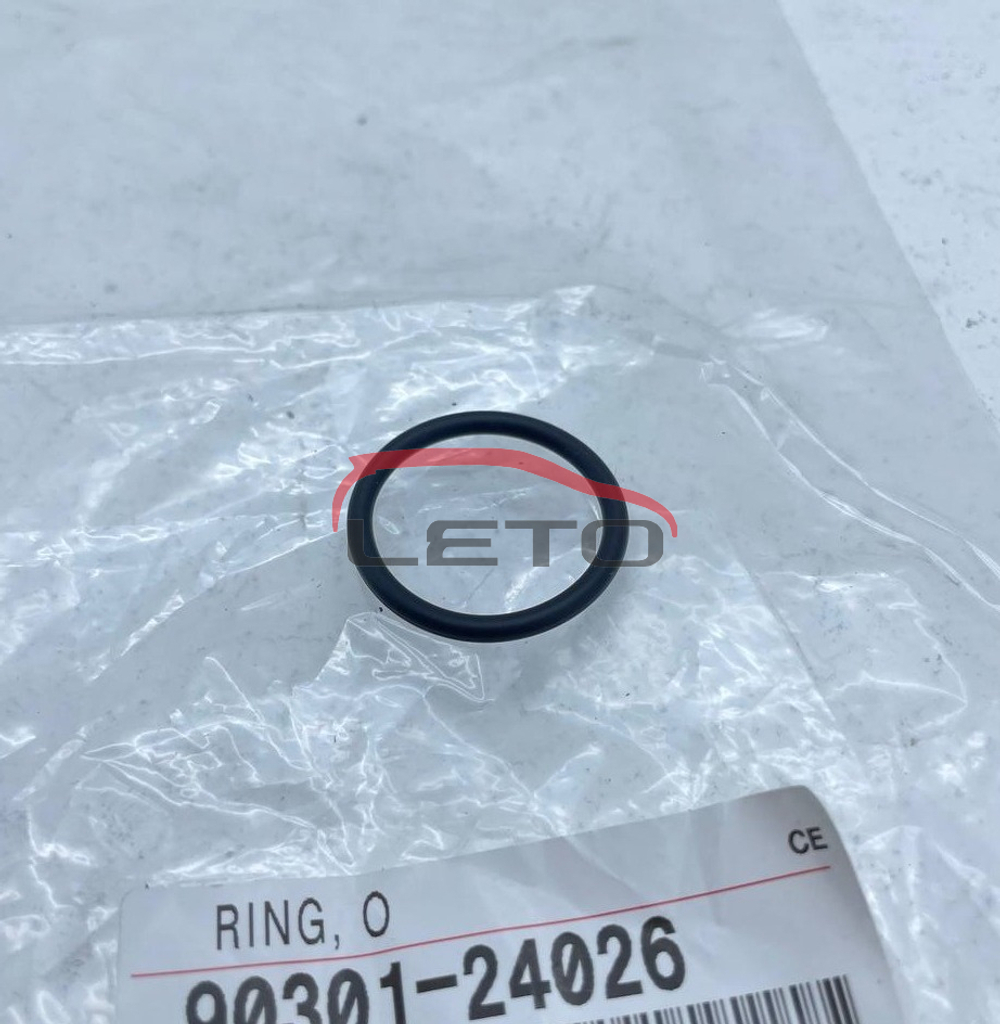 LETO
CE
RING, O
90301-24026